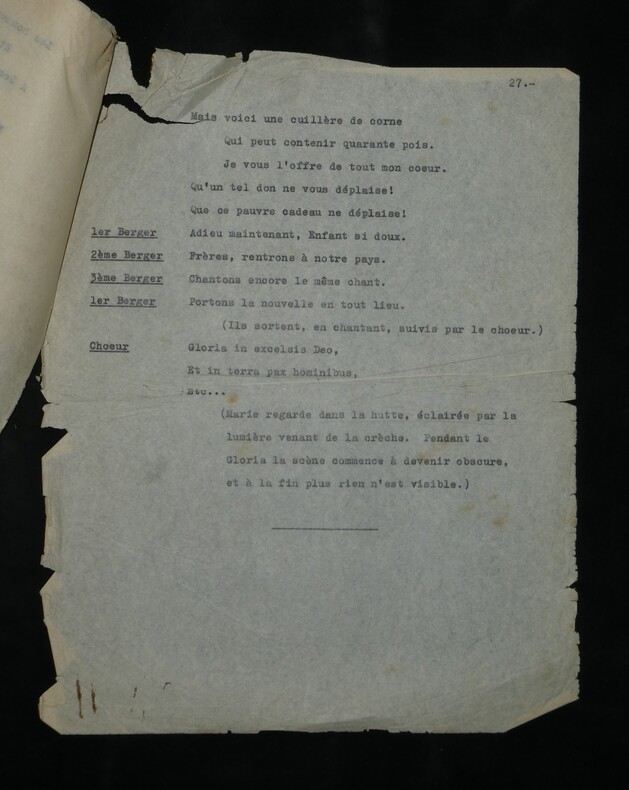 27.-
Mais voici une cuillère de corne
Qui peut contenir quarante pois.
Je vous l'offre de tout mon coeur.
Qu'un tel don ne vous déplaise!
Que ce pauvre cadeau ne déplaise!
1er Berger Adieu maintenant, Enfant si doux.
2ème Berger Frères, rentrons à notre pays.
3ème Berger Chantons encore le même chant.
1er Berger Portons la nouvelle en tout lieu.
(Ils sortent, en chantant, suivis par le choeur.)
Choeur Gloria in excelsis Deo,
Et in terra pax hominibus,
Etc...
(Marie regarde dans la hutte, éclairée par la
lumière venant de la crèche. Pendant le
Gloria la scène commence à devenir obscure,
et à la fin plus rien n'est visible.)